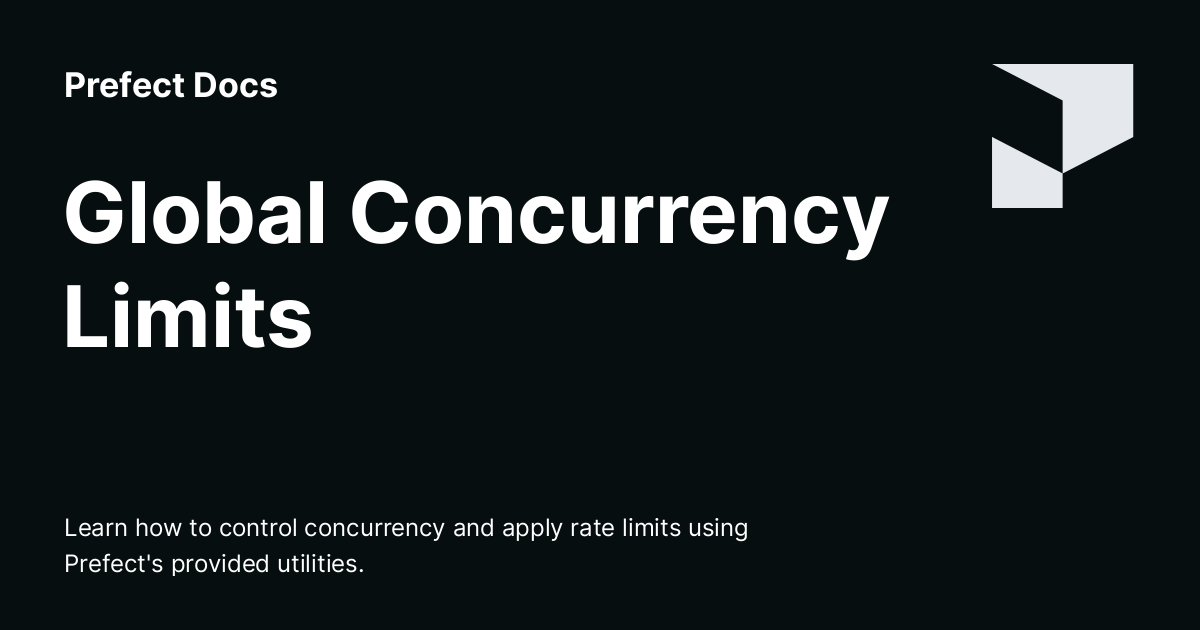 Prefect Docs
Global Concurrency
Limits
Learn how to control concurrency and apply rate limits using
Prefect's provided utilities.